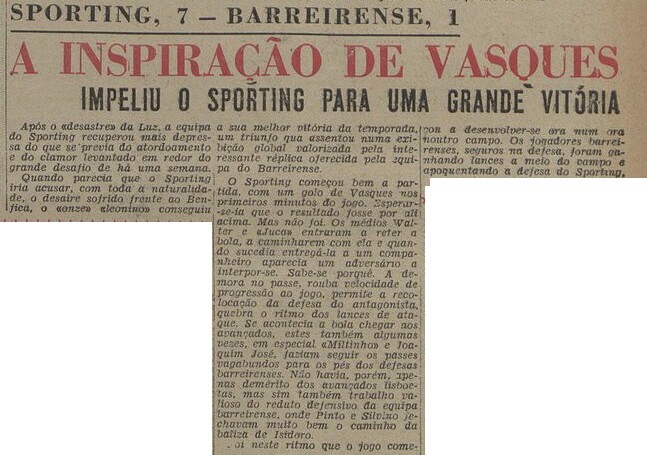 SPORTING, 7 — BARREIRENSE, 1
A INSPIRAÇÃO DE VASQUES
IMPELIU O SPORTING PARA UMA GRANDE VITÓRIA
Após o «desastre» da Luz, a equipa
do Sporting recuperou mais depres-
sa do que se previa do atordoamento
e do clamor levantado em redor do
grande desafio de há uma semana.
Quando parecia que o Sporting
iria acusar, com toda a naturalida-
de, o desaire sofrido frente ao Ben-
fica, o «onze» «leonino» conseguiu
a sua melhor vitória da temporada,
um triunfo que assentou numa exi-
bição global valorizada pela inte-
ressante réplica oferecida pela equipa
do Barreirense.
O Sporting começou bem a par-
tida, com um golo de Vasques nos
primeiros minutos do jogo. Esperar-
se-ia que o resultado fosse por ali
acima. Mas não foi. Os médios Wal-
ter e «Juca» entraram a reter a
bola, a caminharem com ela e quan-
do sucedia entregá-la a um compa-
nheiro aparecia um adversário a
interpor-se. Sabe-se porquê. A de-
mora no passe, rouba velocidade de
progressão ao jogo, permite a reco-
locação da defesa do antagonista,
quebra o ritmo dos lances de ata-
que. Se acontecia a bola chegar aos
avançados, estes também algumas
vezes, em especial «Miltinho» e Joa-
quim José, faziam seguir os passes
vagabundos para os pés dos defesas
barreirenses. Não havia, porém, ape-
nas demérito dos avançados lisboe-
tas, mas sim também trabalho va-
lioso do reduto defensivo da equipa
barreirense, onde Pinto e Silvino fe-
chavam muito bem o caminho da
baliza de Isidoro.
oi neste ritmo que o jogo come-
çou a desenvolver-se ora num ora
noutro campo. Os jogadores barrei-
renses, seguros na defesa, foram ga-
nhando lances a meio do campo e
apoquentando a defesa do Sporting,